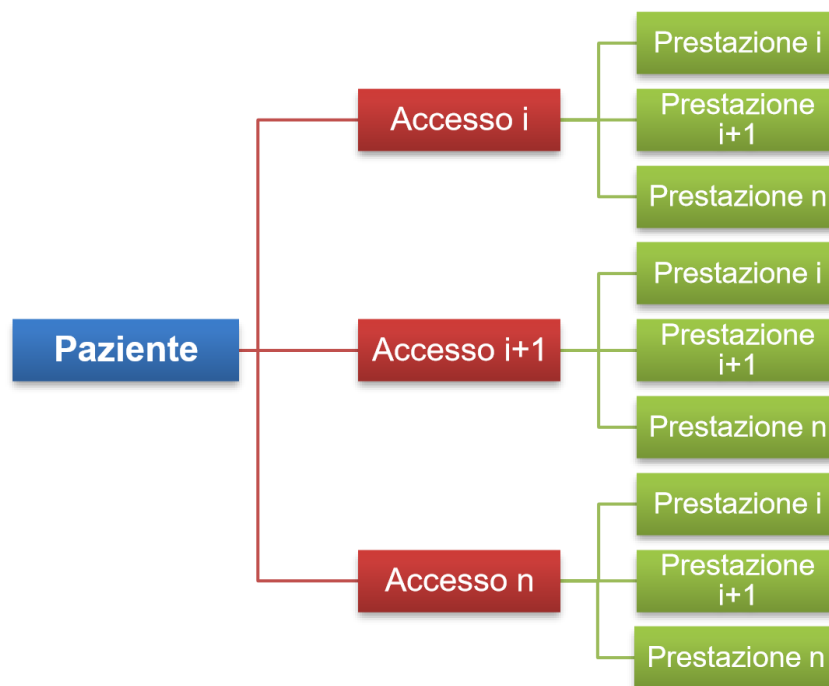 Prestazione i
Accesso i
Prestazione
i+1
Prestazione n
Prestazione i
Paziente
Accesso i+1
Prestazione
i+1
Prestazione n
Prestazione i
Accesso n
Prestazione
i+1
Prestazione n